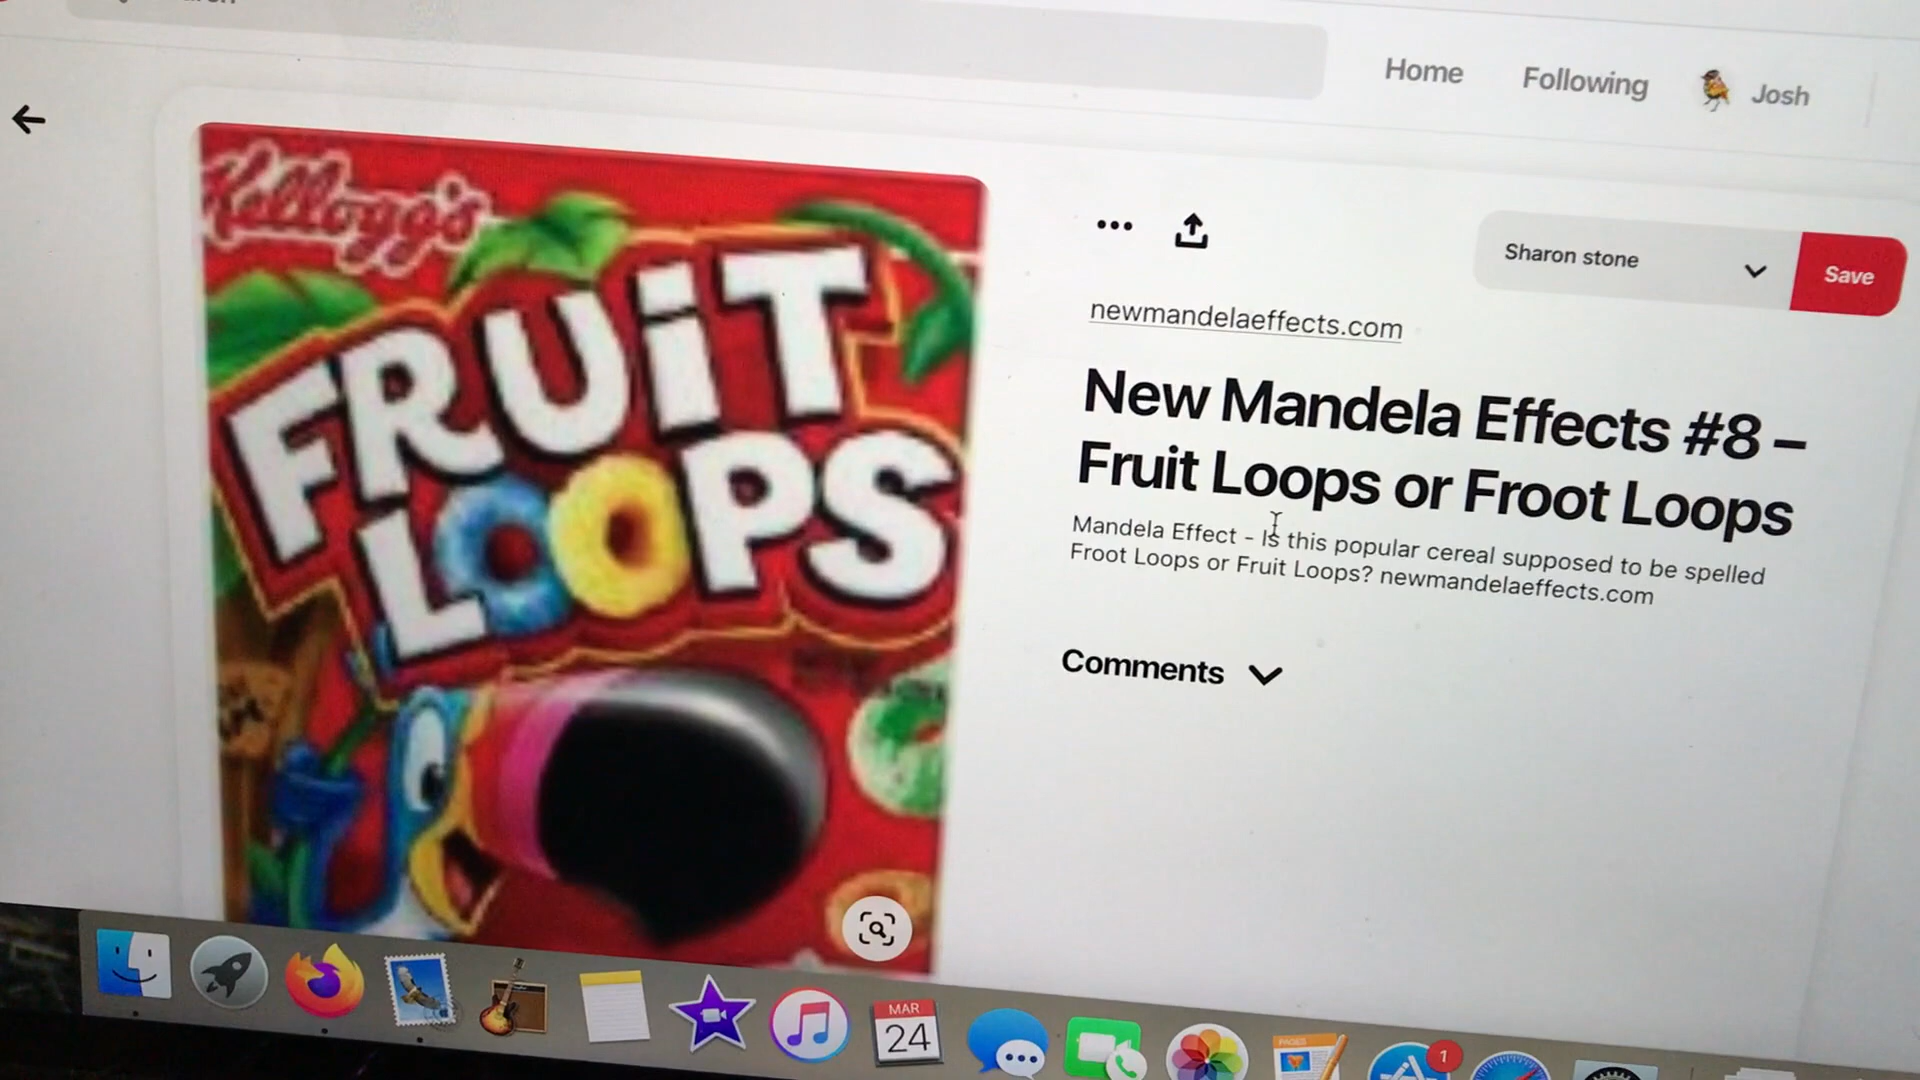 Home Following Josh
Kellogg's
FRUiT
LOOPS
Sharon stone
Save
newmandelaeffects.com
New Mandela Effects #8 –
Fruit Loops or Froot Loops
Mandela Effect - Is this popular cereal supposed to be spelled
Froot Loops or Fruit Loops? newmandelaeffects.com
Comments
MAR
24
PAGES
1